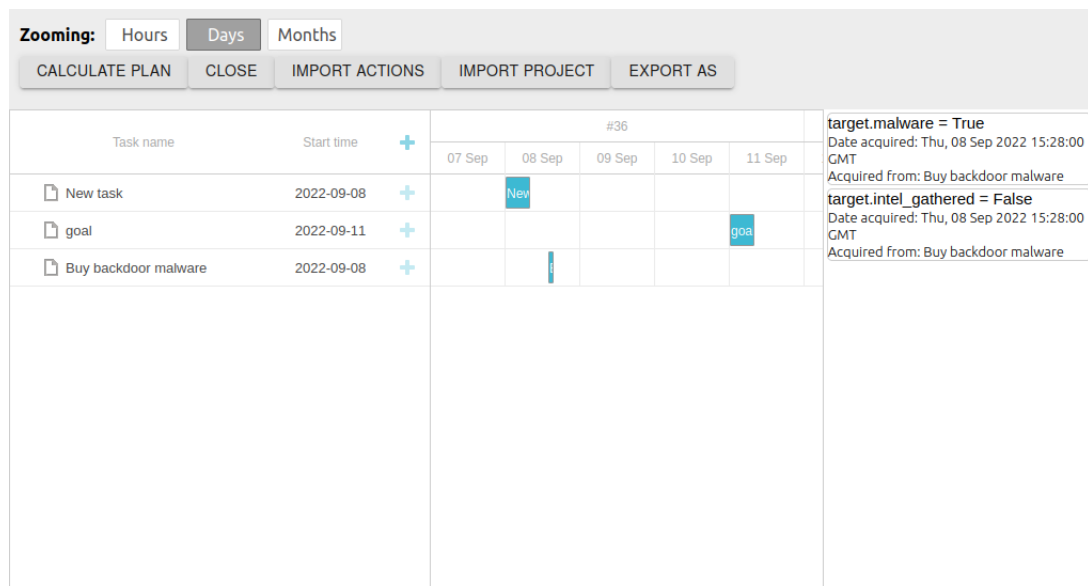 Zooming: Hours Days Months
CALCULATE PLAN CLOSE IMPORT ACTIONS IMPORT PROJECT EXPORT AS
Task name Start time
#36
07 Sep 08 Sep 09 Sep 10 Sep 11 Sep
New task 2022-09-08
New
goal 2022-09-11
goa
Buy backdoor malware 2022-09-08
target.malware = True
Date acquired: Thu, 08 Sep 2022 15:28:00
GMT
Acquired from: Buy backdoor malware
target.intel_gathered = False
Date acquired: Thu, 08 Sep 2022 15:28:00
GMT
Acquired from: Buy backdoor malware